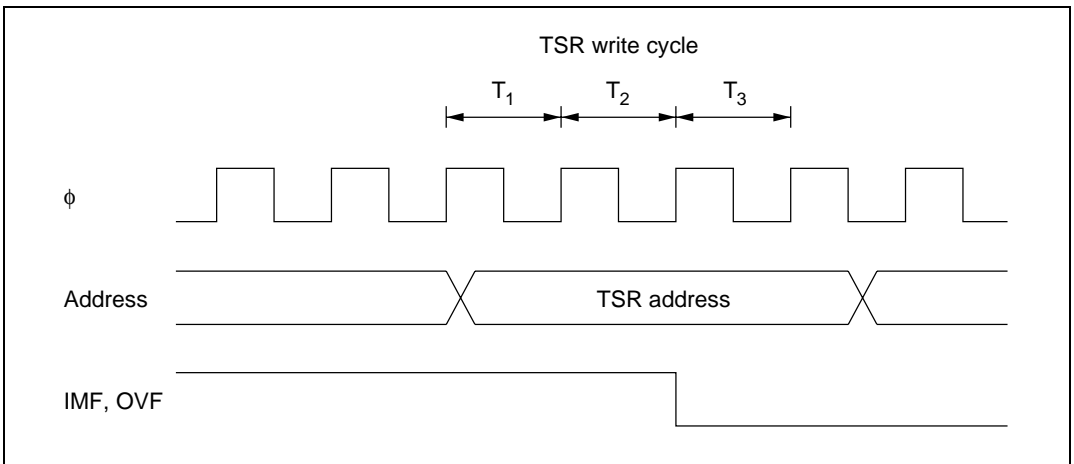 TSR write cycle
T1 T2 T3
ϕ
Address
TSR address
IMF, OVF